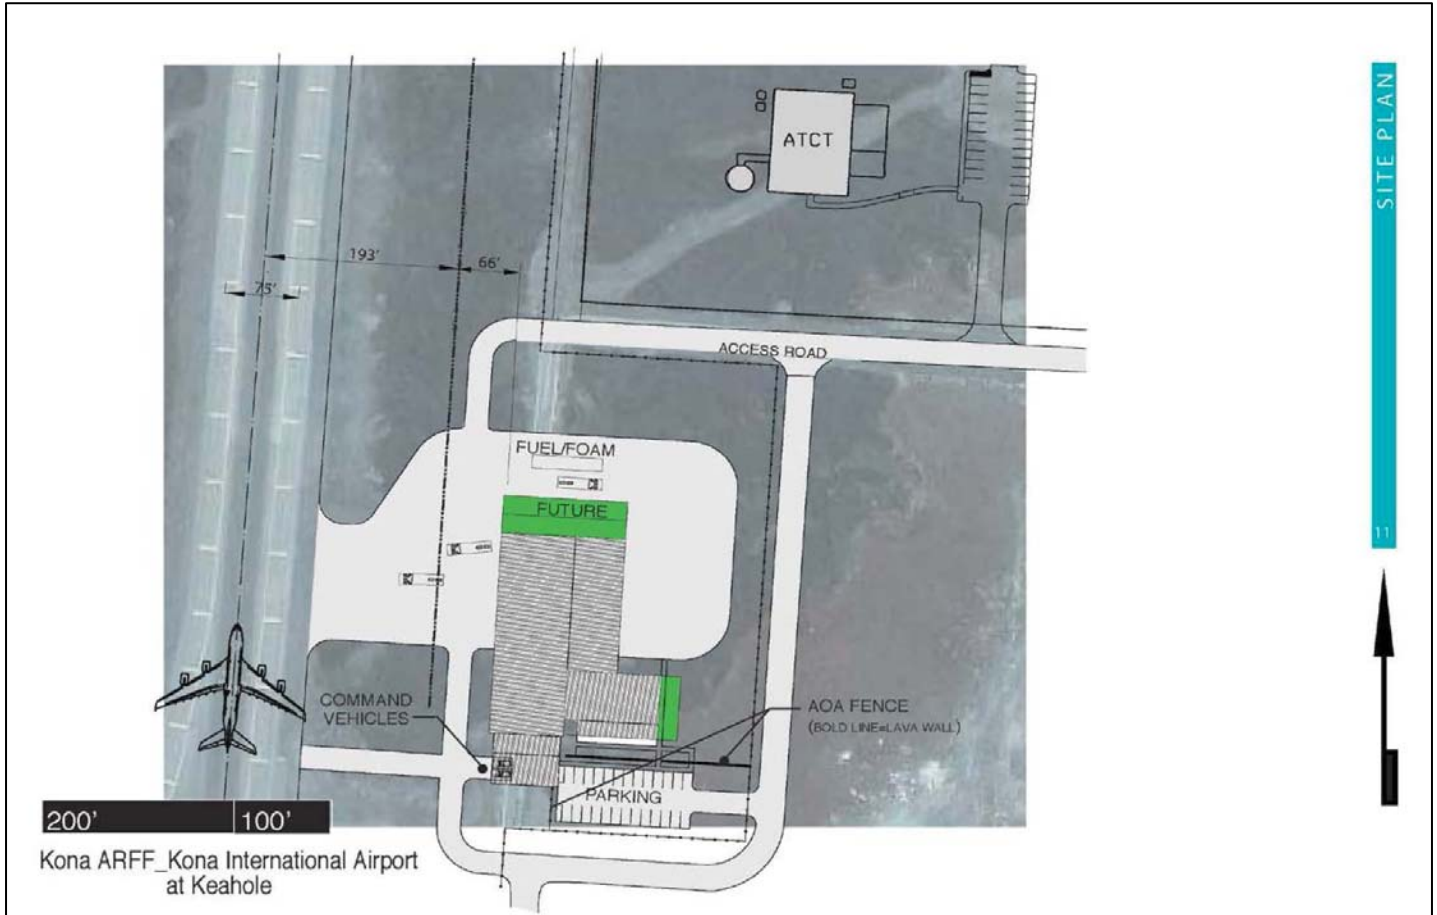 SITE PLAN
11
ATCT
193'
66'
75'
ACCESS ROAD
FUEL/FOAM
FUTURE
COMMAND
VEHICLES
AOA FENCE
(BOLD LINE=LAVA WALL)
PARKING
200'
100'
Kona ARFF_Kona International Airport
at Keahole